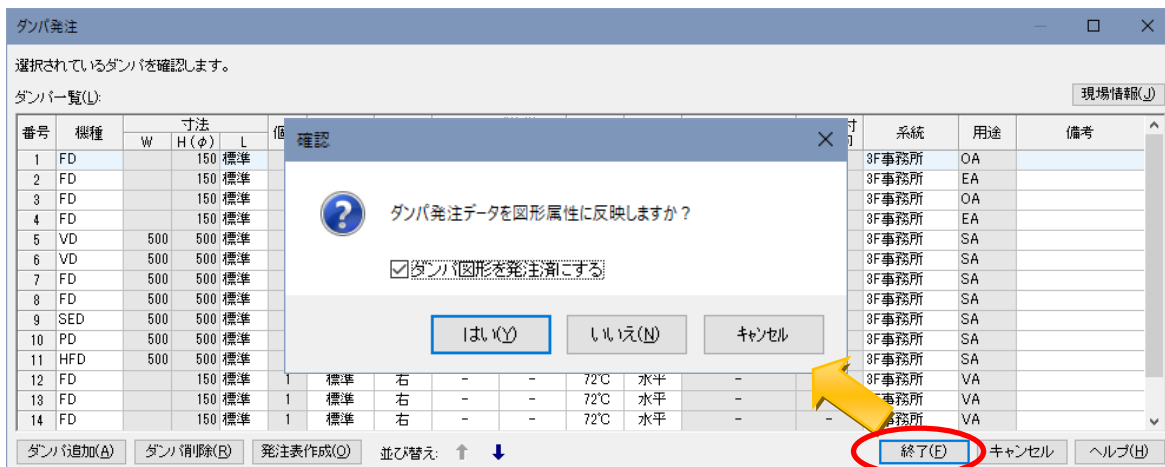 ダンパ発注
選択されているダンパを確認します。
ダンパ一覧(L):
現場情報(J)
番号 機種 寸法 系統 用途 備考
W H(φ) L
1 FD 150 標準 3F事務所 OA
2 FD 150 標準 3F事務所 EA
3 FD 150 標準 3F事務所 OA
4 FD 150 標準 3F事務所 EA
5 VD 500 500 標準 3F事務所 SA
6 VD 500 500 標準 3F事務所 SA
7 FD 500 500 標準 3F事務所 SA
8 FD 500 500 標準 3F事務所 SA
9 SED 500 500 標準 3F事務所 SA
10 PD 500 500 標準 3F事務所 SA
11 HFD 500 500 標準 3F事務所 SA
12 FD 150 標準 1 標準 右 - - 72℃ 水平 - - 3F事務所 VA
13 FD 150 標準 1 標準 右 - - 72℃ 水平 - - 3F事務所 VA
14 FD 150 標準 1 標準 右 - - 72℃ 水平 - - 3F事務所 VA
確認
ダンパ発注データを図形属性に反映しますか?
ダンパ図形を発注済にする
はい(Y) いいえ(N) キャンセル
ダンパ追加(A) ダンパ削除(R) 発注表作成(O) 並び替え: 終了(F) キャンセル ヘルプ(H)